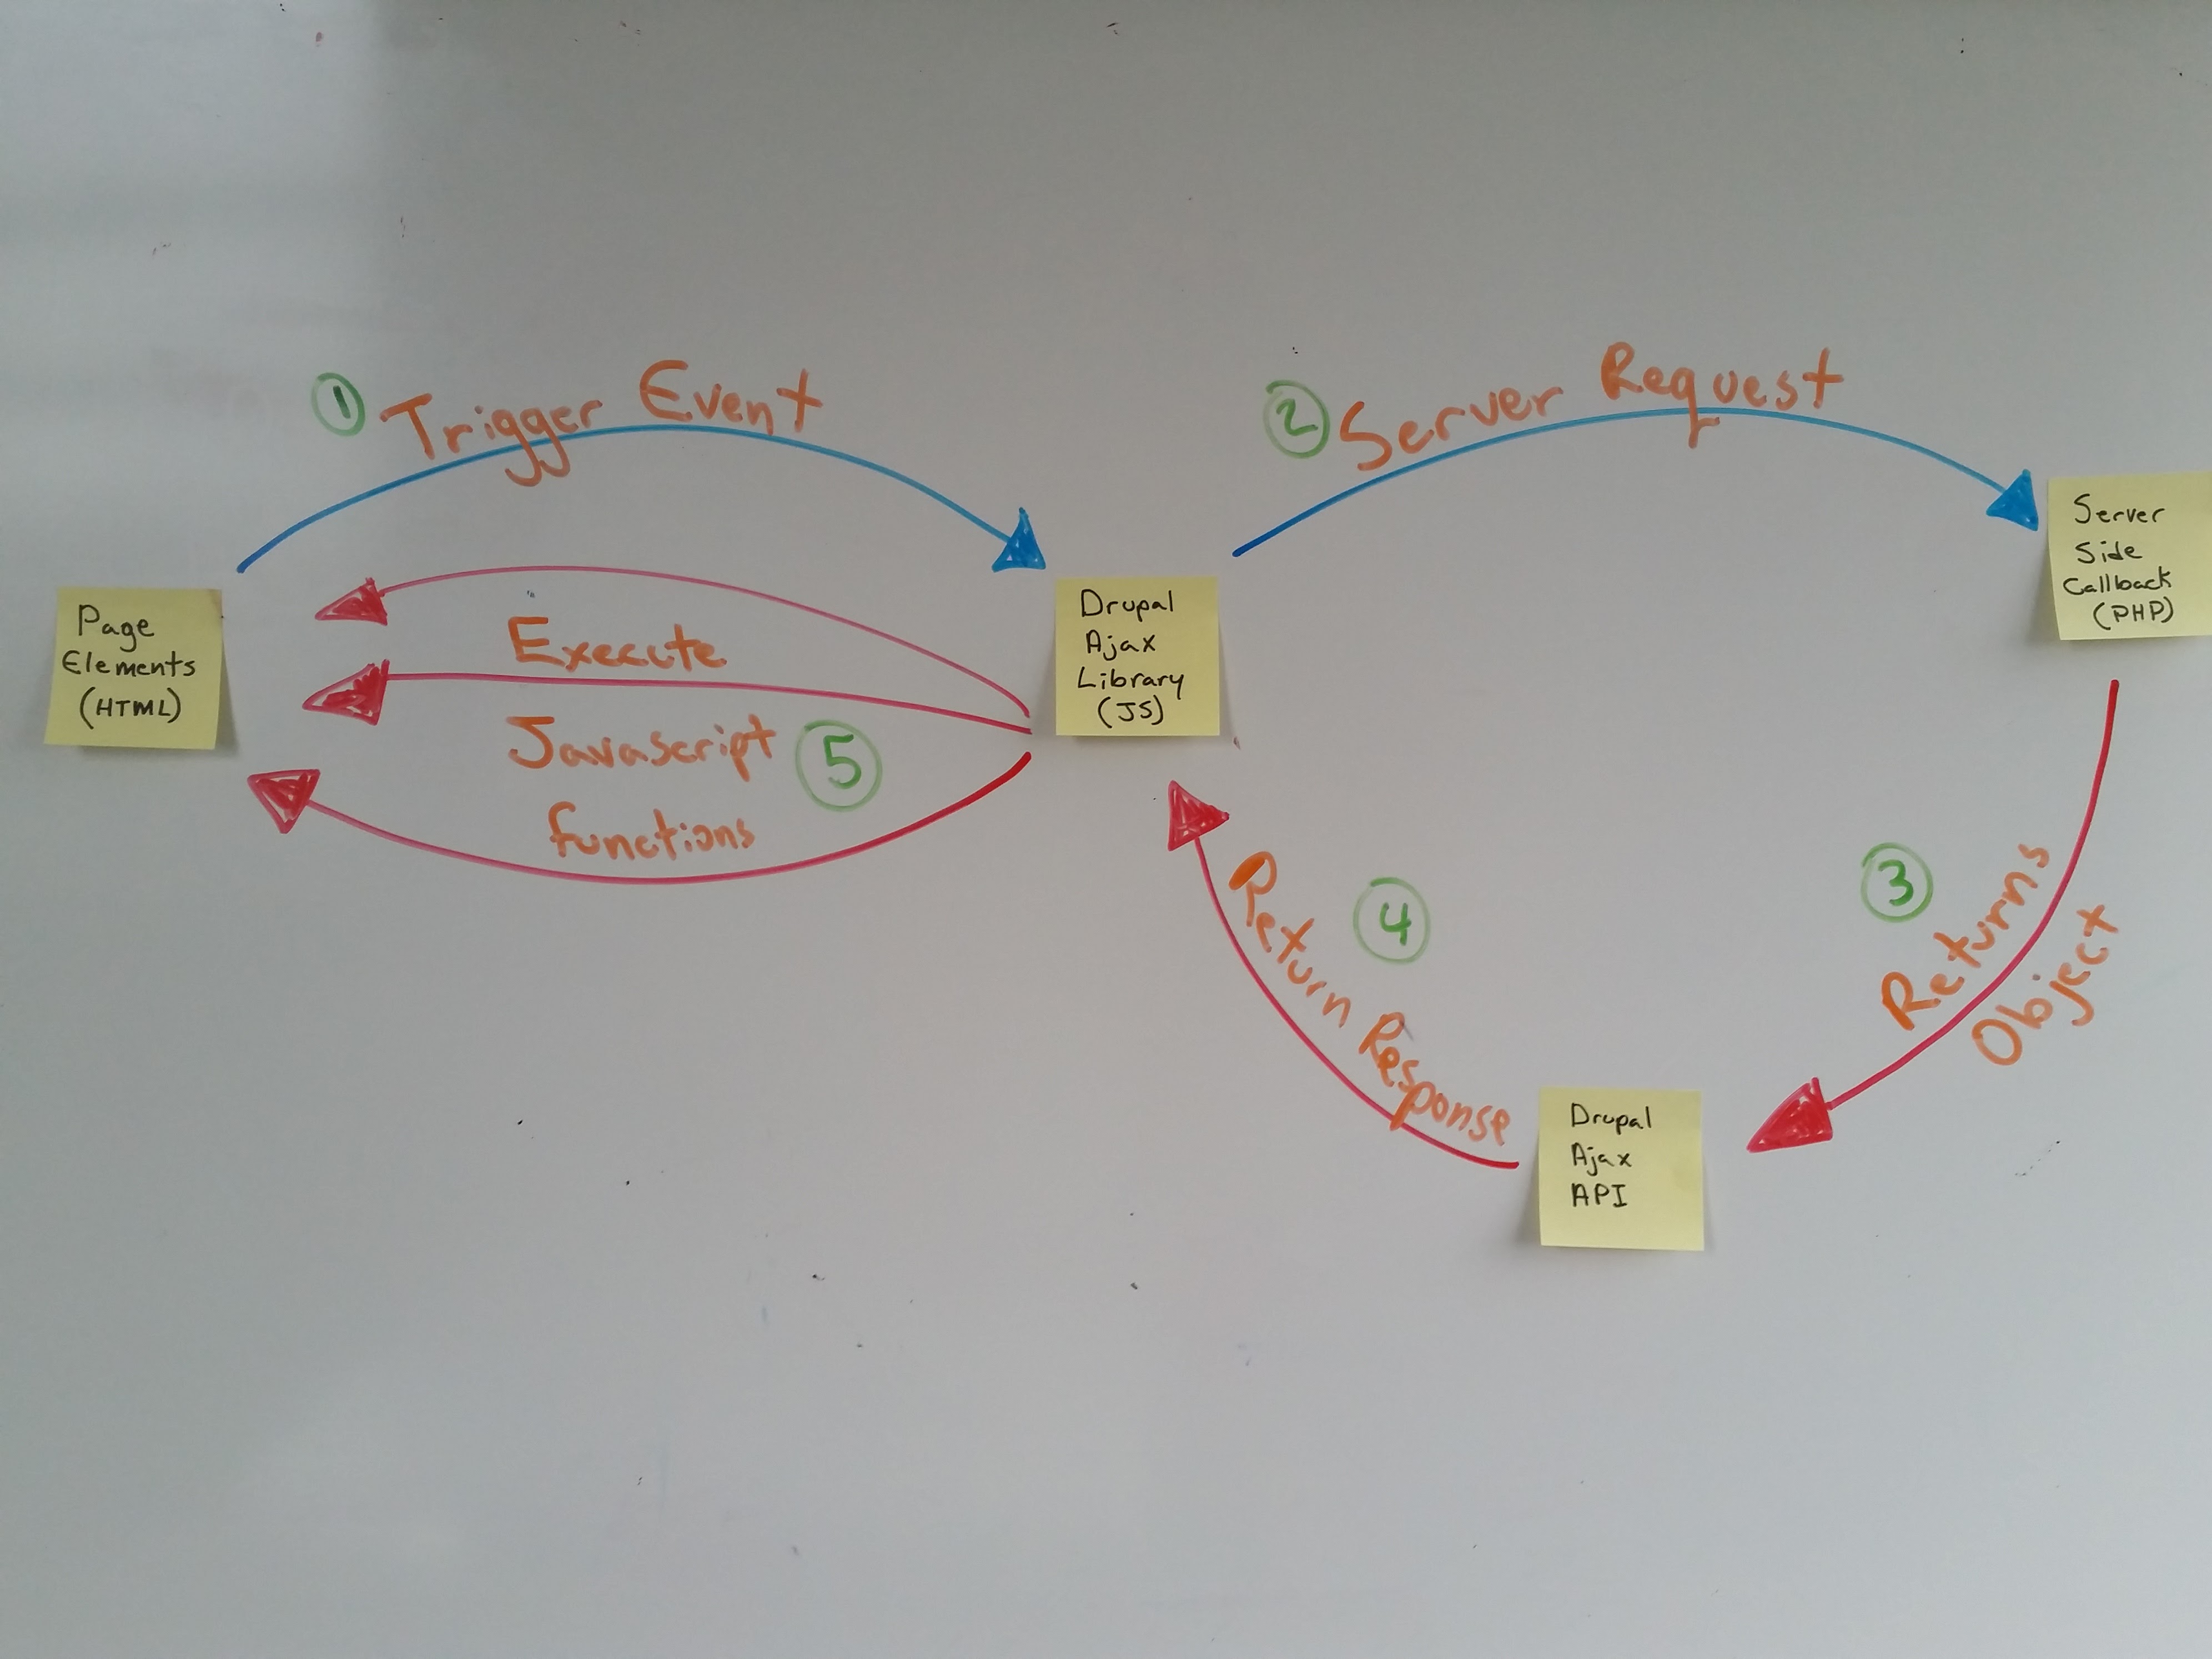 ① Trigger Event
② Server Request
Server
Side
Callback
(PHP)
Page
Elements
(HTML)
Drupal
Ajax
Library
(JS)
Execute
Javascript ⑤
functions
③
Returns
Object
④
Return Response
Drupal
Ajax
API